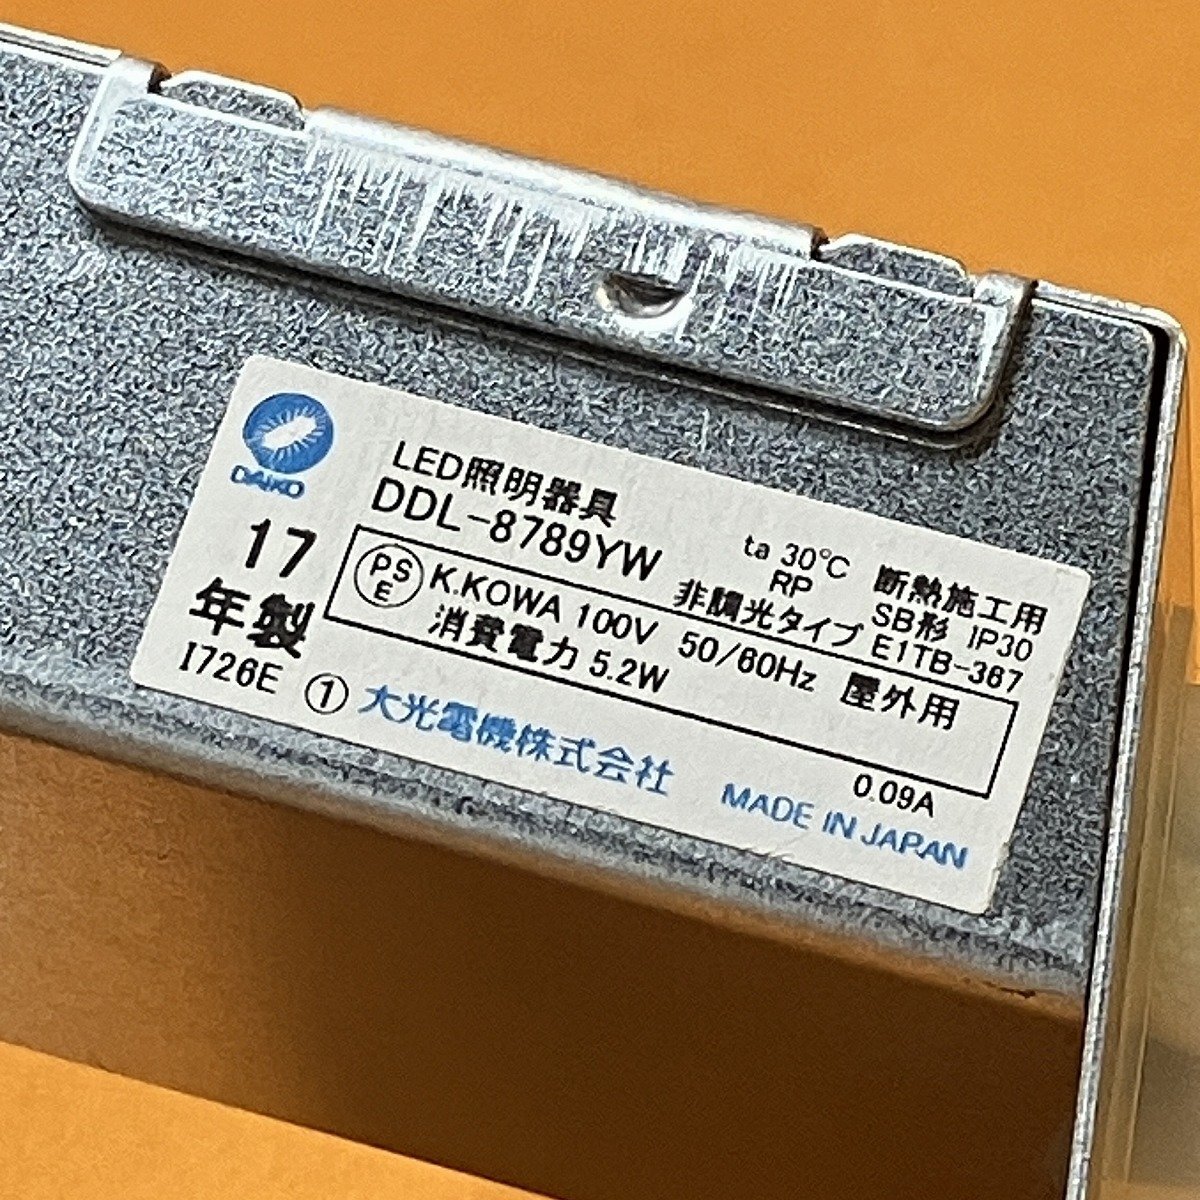 DAIKO
LED照明器具
DDL-8789YW
ta 30℃ 断熱施工用
RP SB形 IP30
非調光タイプ E1TB-367
17
年製
1726E ①
PSE K.KOWA 100V 50/60Hz 屋外用
消費電力 5.2W 0.09A
大光電機株式会社 MADE IN JAPAN